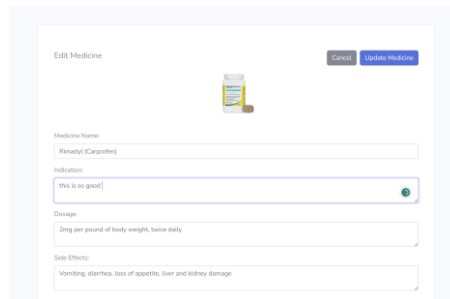 Edit Medicine
Cancel
Update Medicine
Medicine Name:
Rimadyl (Carprofen)
Indication:
this is so good
Dosage:
2mg per pound of body weight, twice daily
Side Effects:
Vomiting, diarrhea, loss of appetite, liver and kidney damage